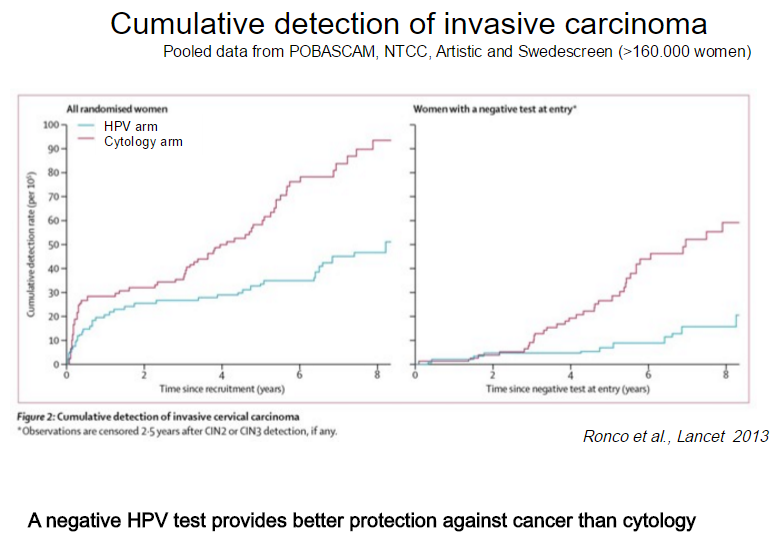 Cumulative detection of invasive carcinoma
Pooled data from POBASCAM, NTCC, Artistic and Swedescreen (>160.000 women)
All randomised women
HPV arm
Cytology arm
Cumulative detection rate (per 10⁵)
100
90
80
70
60
50
40
30
20
10
0
0
2
4
6
8
Time since recruitment (years)
Women with a negative test at entry*
0
2
4
6
8
Time since negative test at entry (years)
Figure 2: Cumulative detection of invasive cervical carcinoma
*Observations are censored 2·5 years after CIN2 or CIN3 detection, if any.
Ronco et al., Lancet 2013
A negative HPV test provides better protection against cancer than cytology